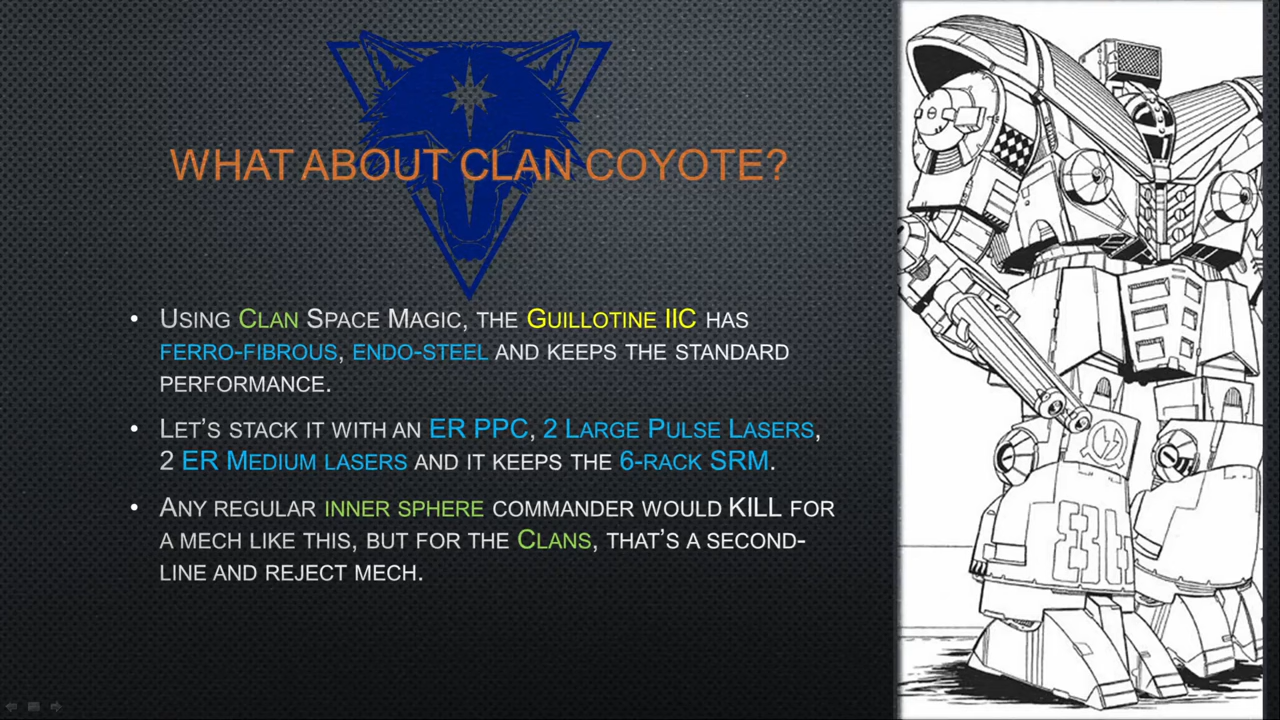 WHAT ABOUT CLAN COYOTE?
• USING CLAN SPACE MAGIC, THE GUILLOTINE IIC HAS
FERRO-FIBROUS, ENDO-STEEL AND KEEPS THE STANDARD
PERFORMANCE.
• LET'S STACK IT WITH AN ER PPC, 2 LARGE PULSE LASERS,
2 ER MEDIUM LASERS AND IT KEEPS THE 6-RACK SRM.
• ANY REGULAR INNER SPHERE COMMANDER WOULD KILL FOR
A MECH LIKE THIS, BUT FOR THE CLANS, THAT'S A SECOND-
LINE AND REJECT MECH.